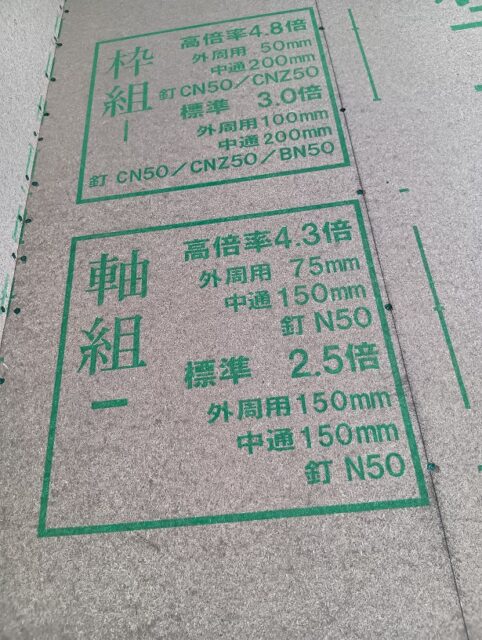 枠組
高倍率4.8倍
外周用 50mm
中通200mm
釘CN50/CNZ50
標準 3.0倍
外周用100mm
中通200mm
釘 CN50/CNZ50/BN50
軸組
高倍率4.3倍
外周用 75mm
中通150mm
釘 N50
標準 2.5倍
外周用150mm
中通150mm
釘 N50